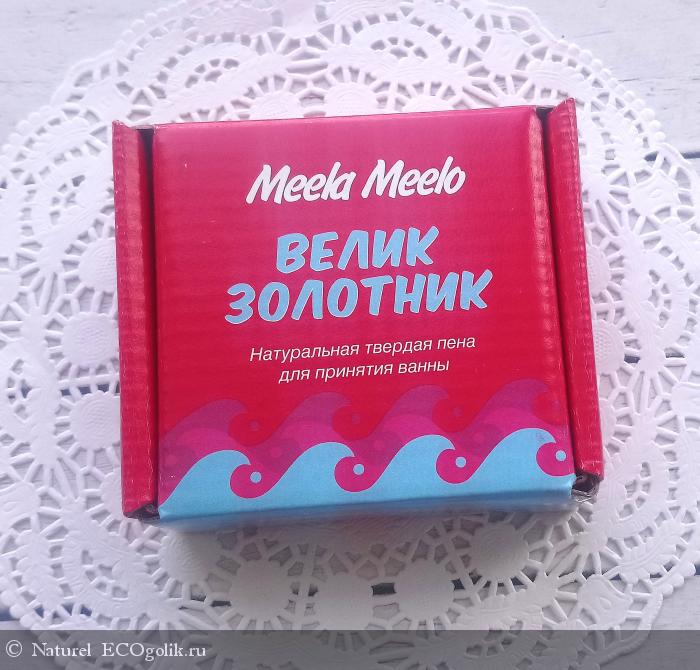 Meela Meelo
ВЕЛИК
ЗОЛОТНИК
Натуральная твердая пена
для принятия ванны
© Naturel ECOgolik.ru